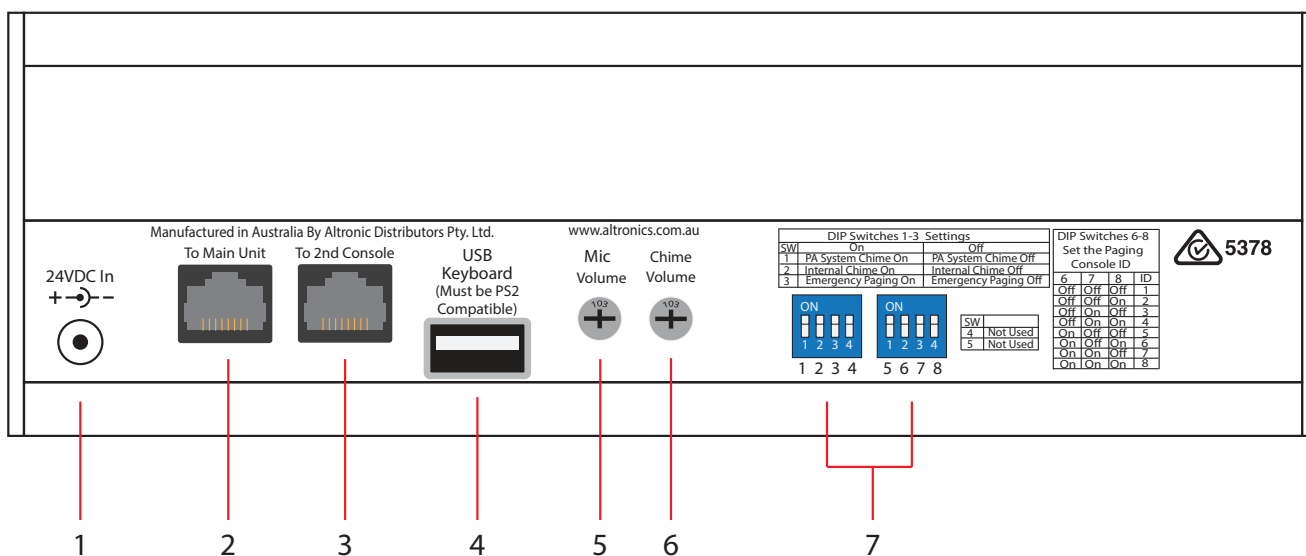 Manufactured in Australia By Altronic Distributors Pty. Ltd.
www.altronics.com.au
24VDC In
+ -
To Main Unit
To 2nd Console
USB
Keyboard
(Must be PS2
Compatible)
Mic
Volume
103
Chime
Volume
103
DIP Switches 1-3 Settings
SW On Off
1 PA System Chime On PA System Chime Off
2 Internal Chime On Internal Chime Off
3 Emergency Paging On Emergency Paging Off
ON
1 2 3 4
1 2 3 4
ON
1 2 3 4
5 6 7 8
SW
4 Not Used
5 Not Used
DIP Switches 6-8
Set the Paging
Console ID
6 7 8 ID
Off Off Off 1
Off Off On 2
Off On Off 3
Off On On 4
On Off Off 5
On Off On 6
On On Off 7
On On On 8
5378
1 2 3 4 5 6 7